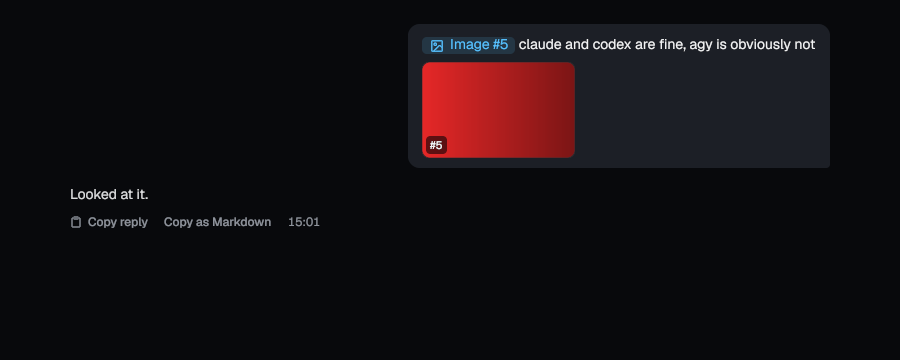 Image #5 claude and codex are fine, agy is obviously not
#5
Looked at it.
Copy reply Copy as Markdown 15:01